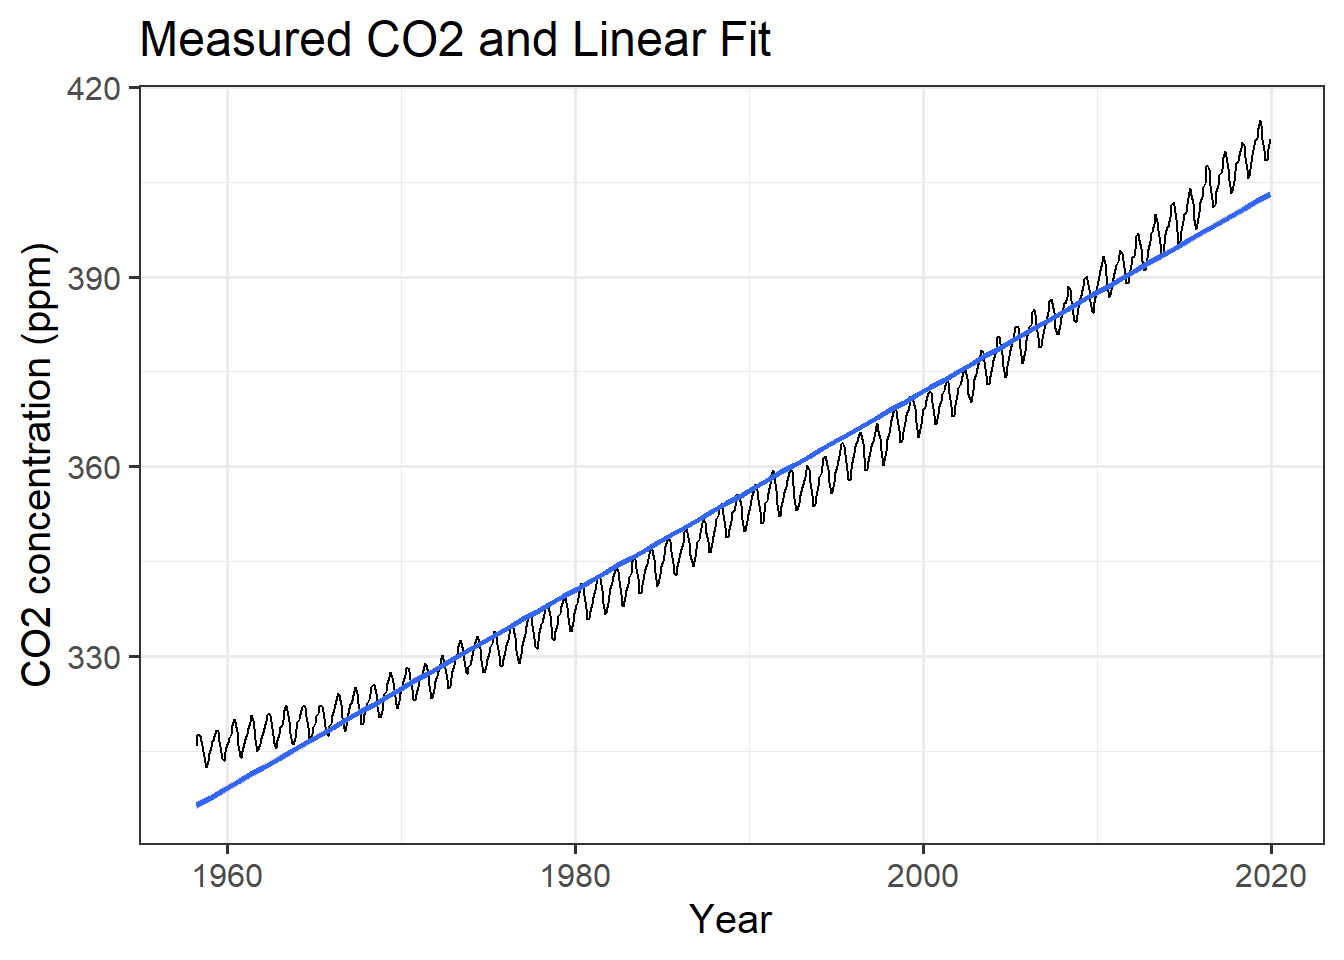 Measured CO2 and Linear Fit
420
390
360
330
CO2 concentration (ppm)
1960 1980 2000 2020
Year